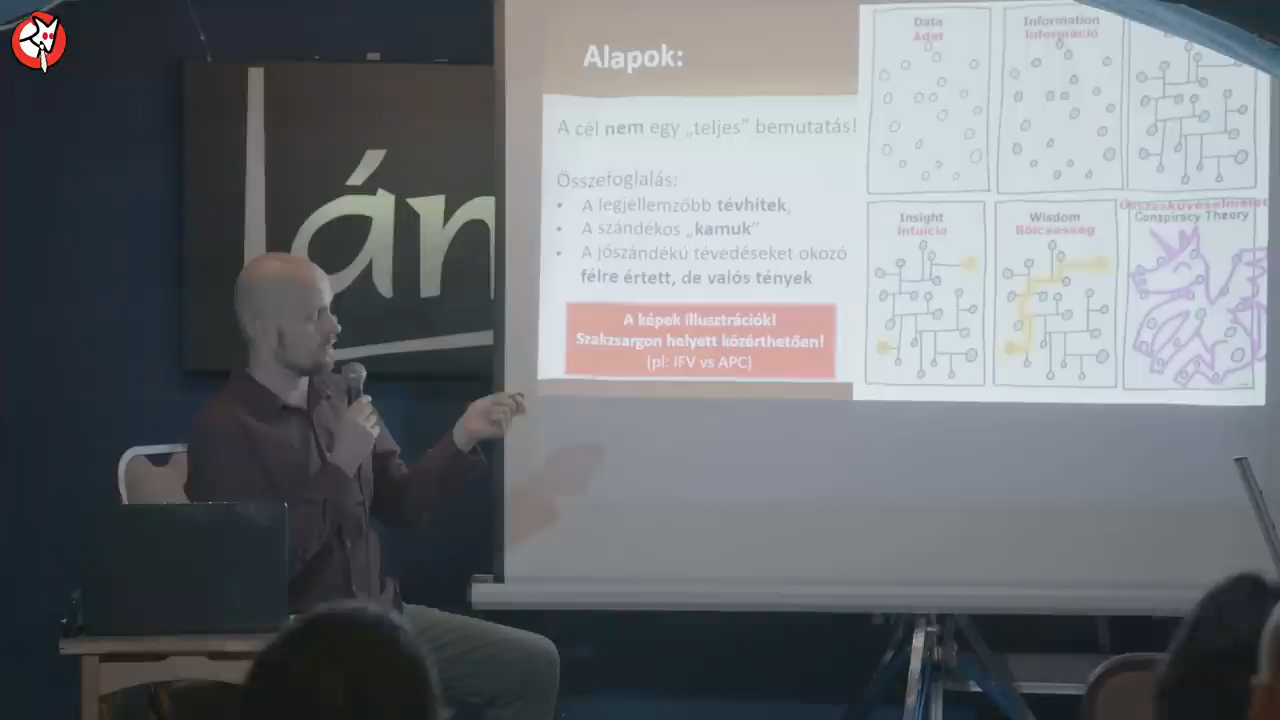 Alapok:
A cél nem egy „teljes" bemutatás!
Összefoglalás:
• A legjellemzőbb tévhitek,
• A szándékos „kamuk"
• A jószándékú tévedéseket okozó
félre értett, de valós tények
A képek illusztrációk!
Szakzsargon helyett közérthetően!
(pl: IFV vs APC)
Data
Adat
Information
Információ
Insight
Intuíció
Wisdom
Bölcsesség
Összeesküvéselmélet
Conspiracy Theory
án